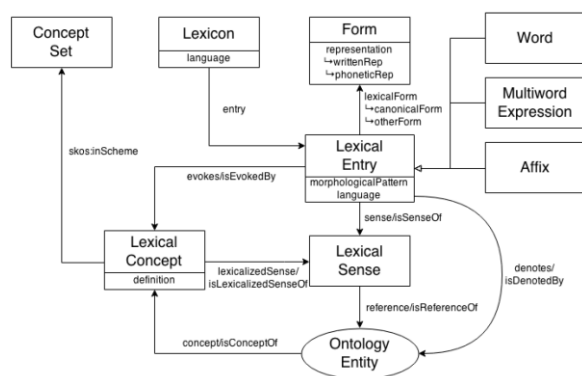 Concept
Set
Lexicon
language
Form
representation
↳writtenRep
↳phoneticRep
Word
Multiword
Expression
Affix
entry
lexicalForm
↳canonicalForm
↳otherForm
skos:inScheme
Lexical
Entry
morphologicalPattern
language
evokes/isEvokedBy
sense/isSenseOf
Lexical
Concept
definition
lexicalizedSense/
isLexicalizedSenseOf
Lexical
Sense
denotes/
isDenotedBy
reference/isReferenceOf
concept/isConceptOf
Ontology
Entity